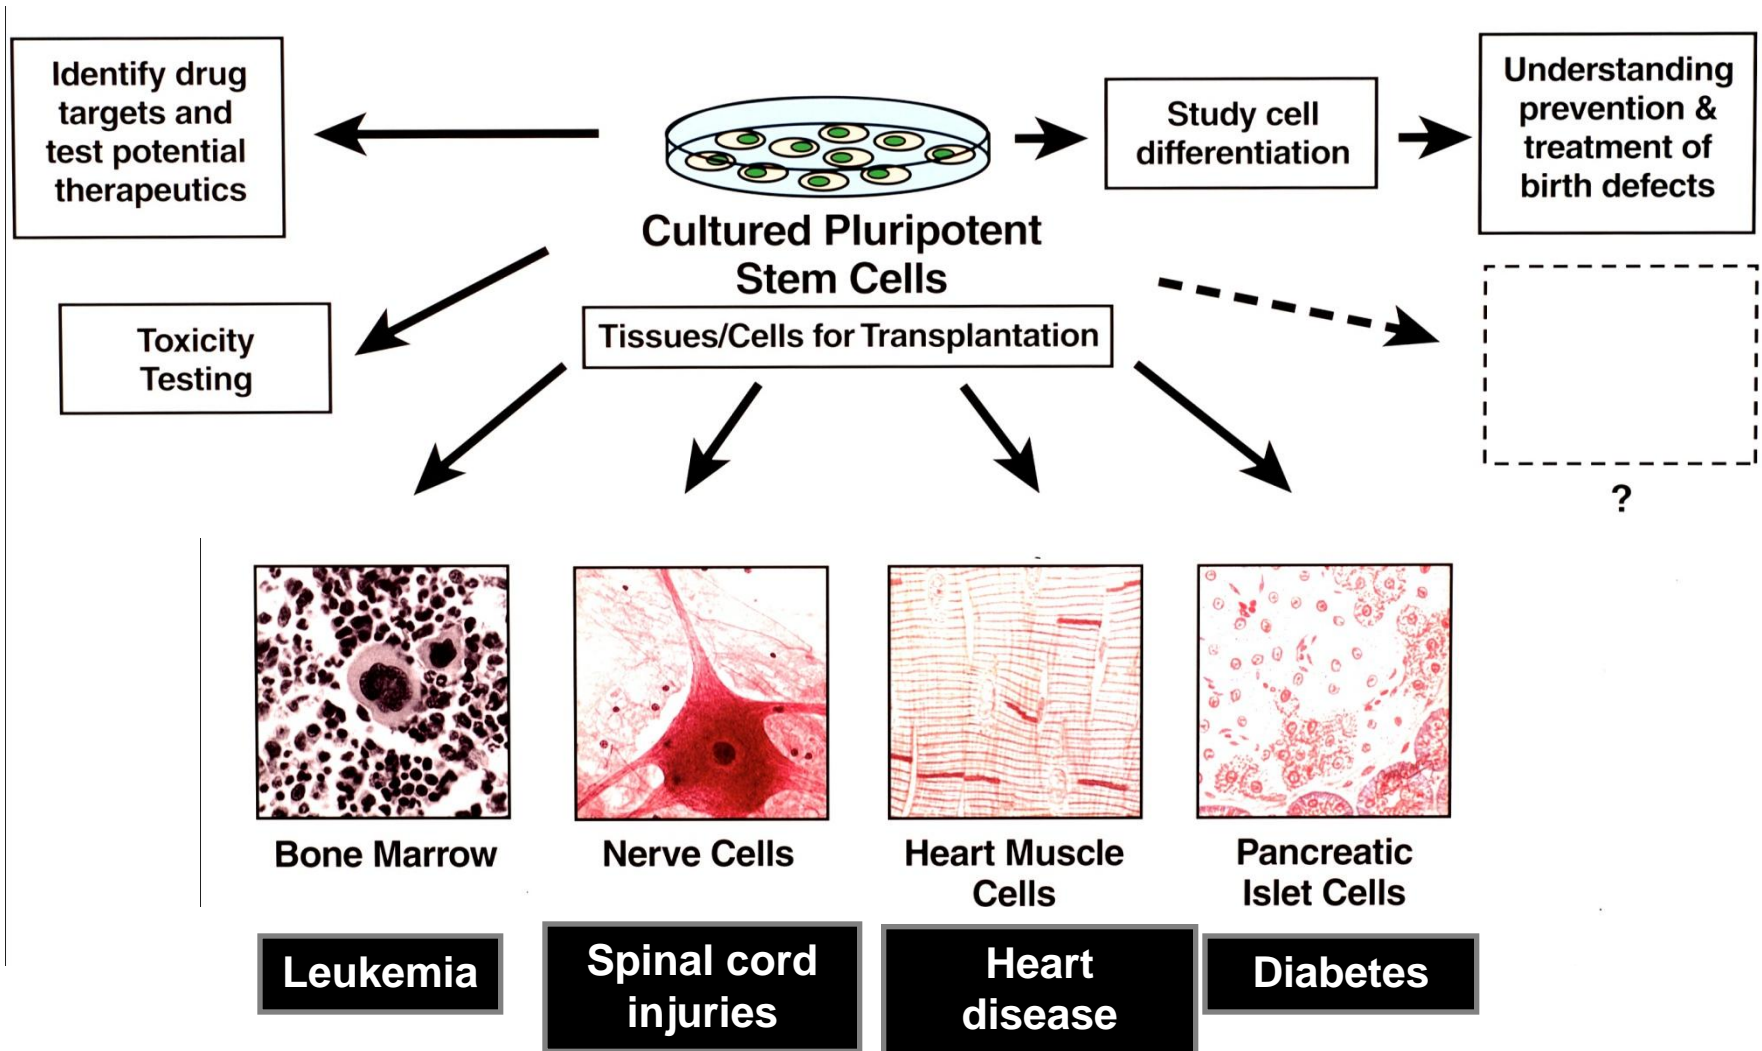 Identify drug
targets and
test potential
therapeutics
Study cell
differentiation
Understanding
prevention &
treatment of
birth defects
Cultured Pluripotent
Stem Cells
Toxicity
Testing
Tissues/Cells for Transplantation
?
Bone Marrow
Nerve Cells
Heart Muscle
Cells
Pancreatic
Islet Cells
Leukemia
Spinal cord
injuries
Heart
disease
Diabetes